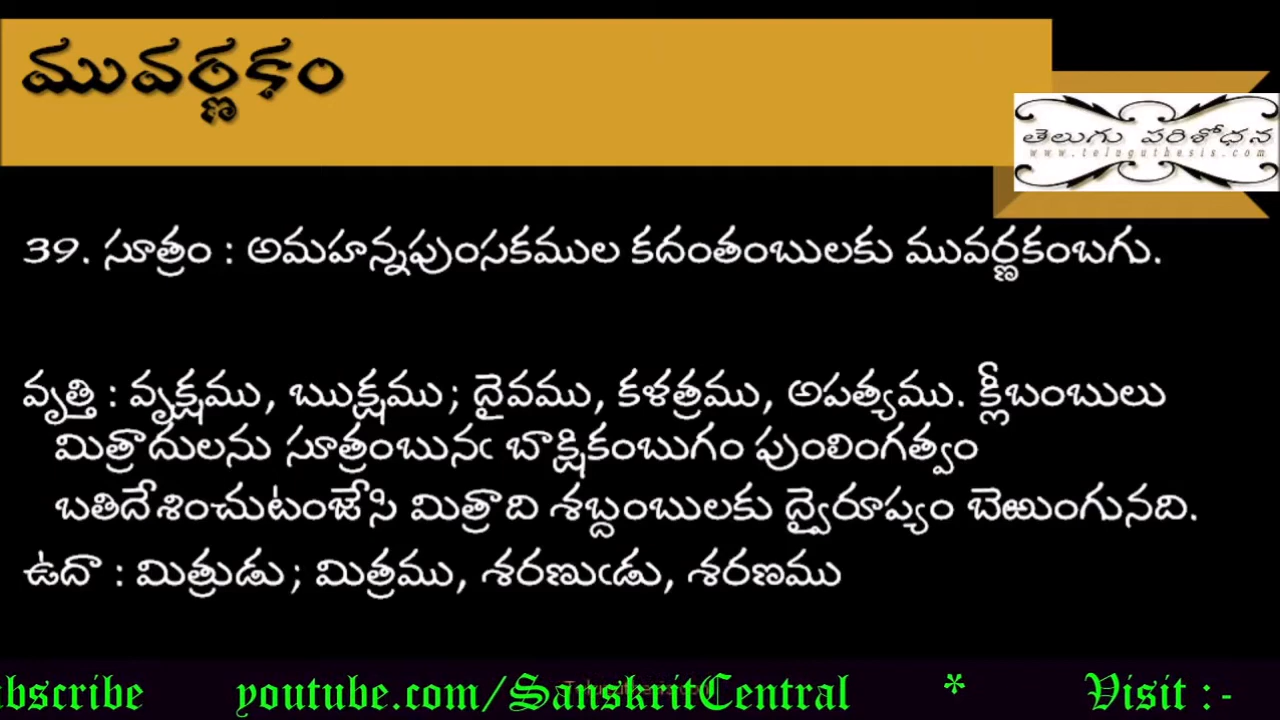 మువర్ణకం
తెలుగు పరిశోధన
www.teluguthesis.com
39. సూత్రం : అమహన్నపుంసకముల కదంతంబులకు మువర్ణకంబగు.
వృత్తి : వృక్షము, ఋక్షము; దైవము, కళత్రము, అపత్యము. క్లీబంబులు
మిత్రాదులను సూత్రంబునఁ బాక్షికంబుగం పుంలింగత్వం
బతిదేశించుటంజేసి మిత్రాది శబ్దంబులకు ద్వైరూప్యం బెఱుంగునది.
ఉదా : మిత్రుడు; మిత్రము, శరణుఁడు, శరణము
bscribe youtube.com/SanskritCentral * Visit :-